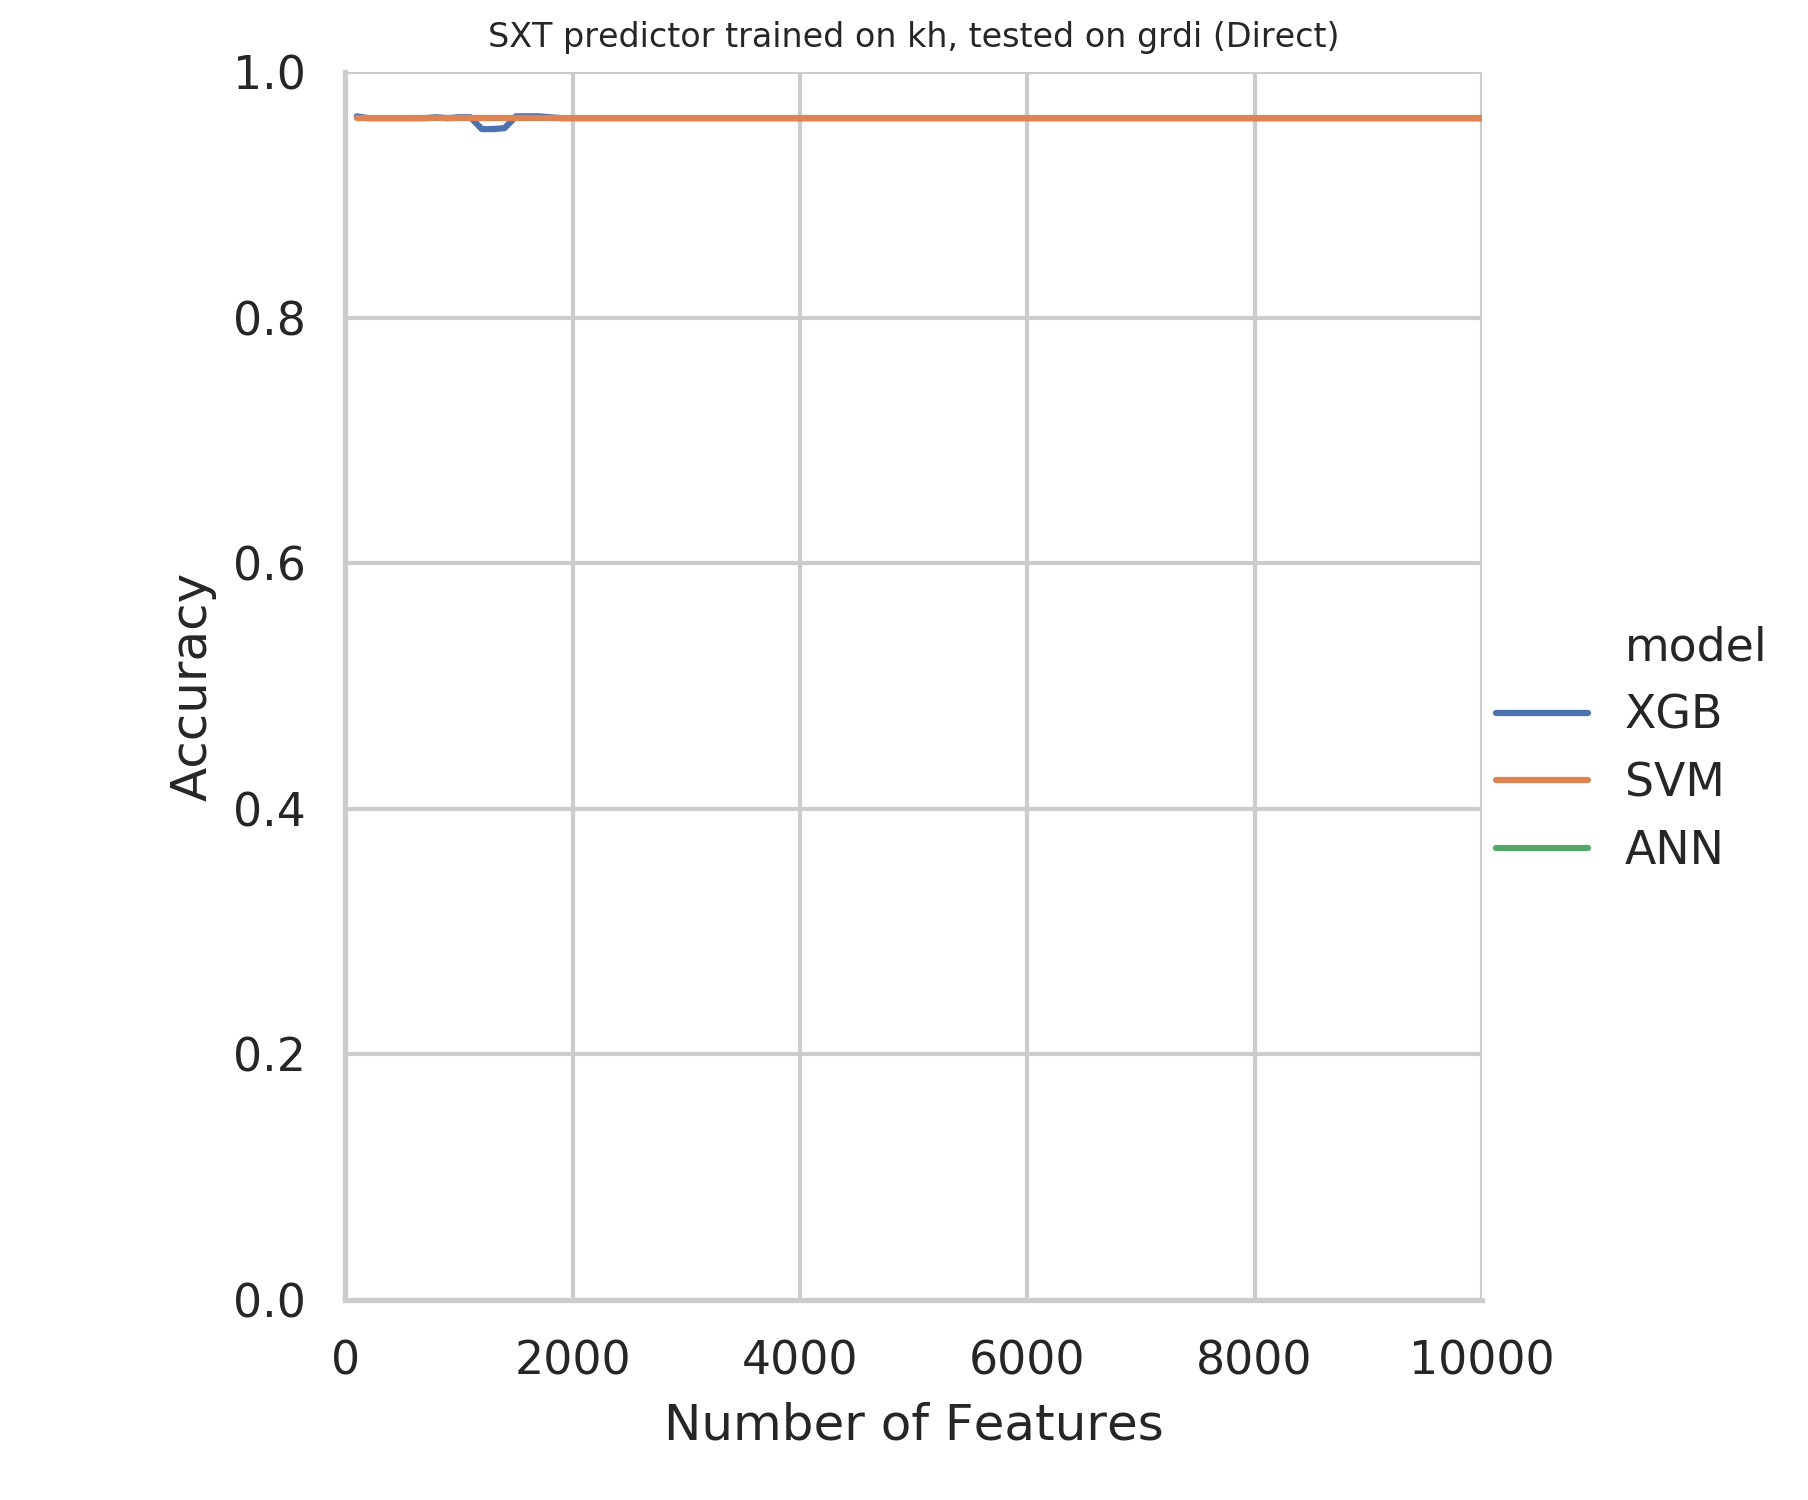 SXT predictor trained on kh, tested on grdi (Direct)
1.0
0.8
0.6
0.4
0.2
0.0
Accuracy
0 2000 4000 6000 8000 10000
Number of Features
model
XGB
SVM
ANN